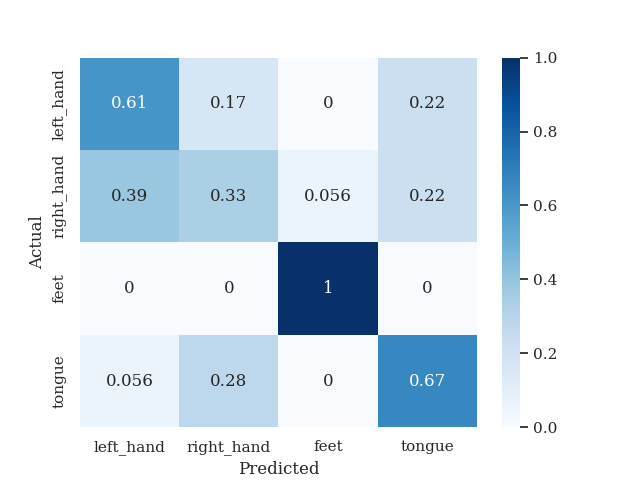 left_hand 0.61 0.17 0 0.22
right_hand 0.39 0.33 0.056 0.22
feet 0 0 1 0
tongue 0.056 0.28 0 0.67
Actual
left_hand right_hand feet tongue
Predicted
1.0
0.8
0.6
0.4
0.2
0.0